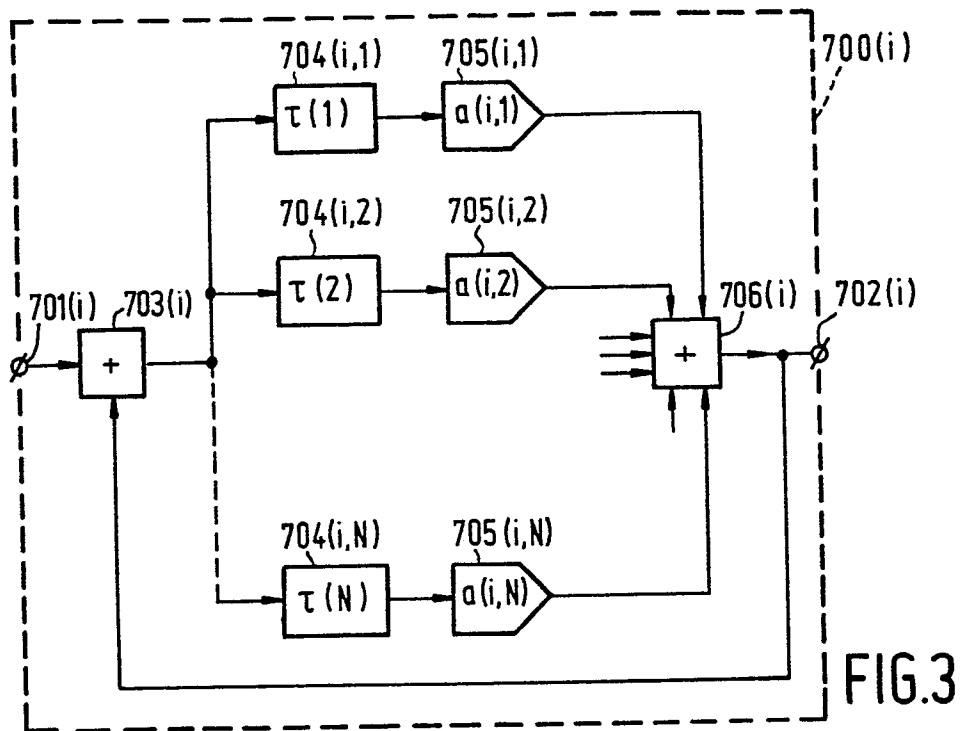 700(i)
704(i,1) 705(i,1)
τ(1) a(i,1)
704(i,2) 705(i,2)
τ(2) a(i,2)
701(i) 703(i) 706(i) 702(i)
+ +
704(i,N) 705(i,N)
τ(N) a(i,N)
FIG.3